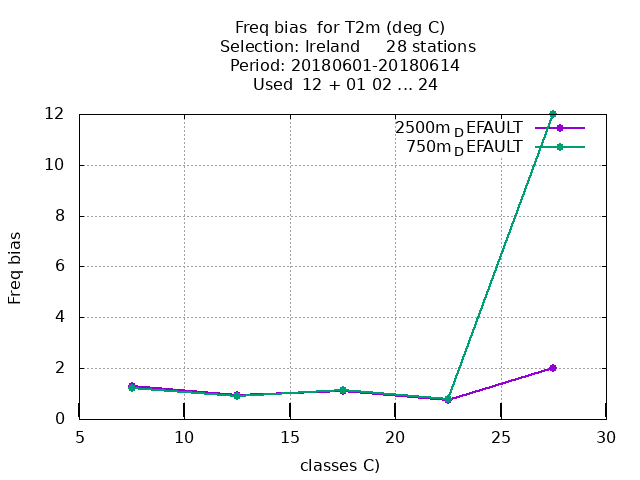 Freq bias  for T2m (deg C)
Selection: Ireland     28 stations
Period: 20180601-20180614
Used  12 + 01 02 ... 24
2500m_DEFAULT
750m_DEFAULT
12
10
8
6
4
2
0
Freq bias
5 10 15 20 25 30
classes C)